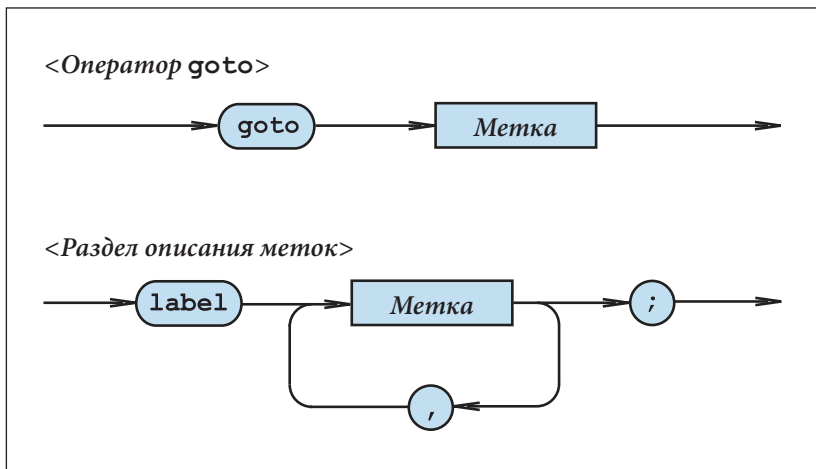 <Оператор goto>
goto Метка
<Раздел описания меток>
label Метка ;
,